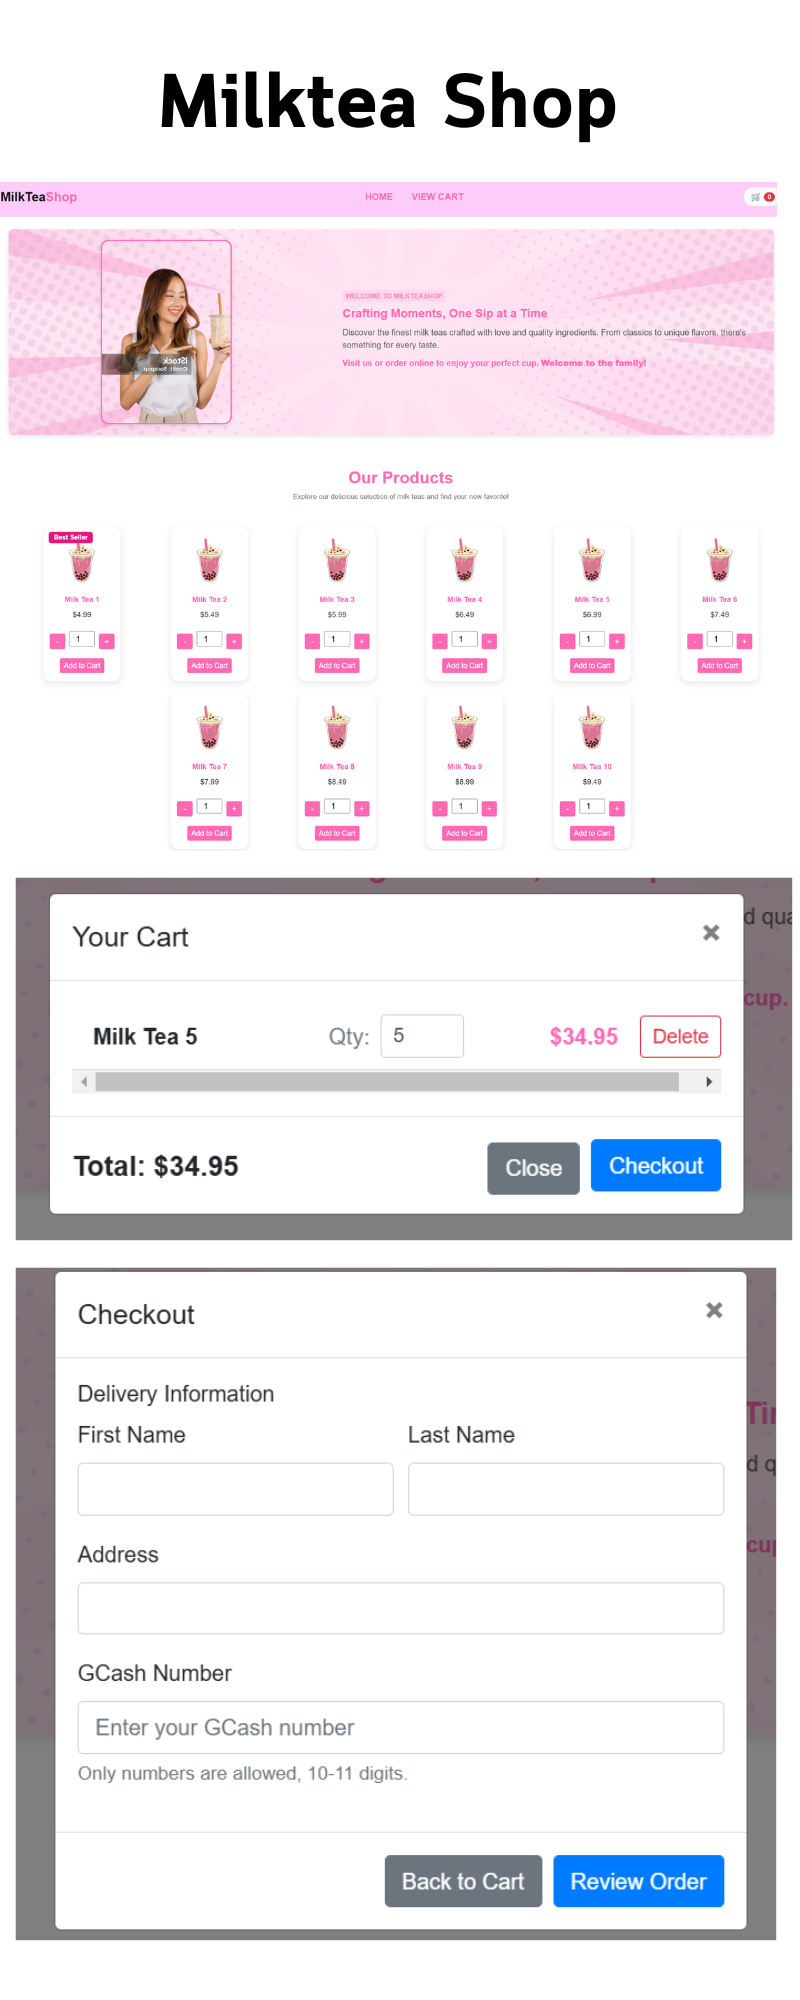 Milktea Shop
MilkTeaShop
HOME VIEW CART
0
WELCOME TO MILKTEASHOP
Crafting Moments, One Sip at a Time
Discover the finest milk teas crafted with love and quality ingredients. From classics to unique flavors, there's
something for every taste.
Visit us or order online to enjoy your perfect cup. Welcome to the family!
iStock
Credit: Sorapop
Our Products
Explore our delicious selection of milk teas and find your new favorite!
Best Seller
Milk Tea 1 Milk Tea 2 Milk Tea 3 Milk Tea 4 Milk Tea 5 Milk Tea 6
$4.99 $5.49 $5.99 $6.49 $6.99 $7.49
- 1 + - 1 + - 1 + - 1 + - 1 + - 1 +
Add to Cart Add to Cart Add to Cart Add to Cart Add to Cart Add to Cart
Milk Tea 7 Milk Tea 8 Milk Tea 9 Milk Tea 10
$7.99 $8.49 $8.99 $9.49
- 1 + - 1 + - 1 + - 1 +
Add to Cart Add to Cart Add to Cart Add to Cart
d qua
cup.
Your Cart ×
Milk Tea 5 Qty: 5 $34.95 Delete
Total: $34.95 Close Checkout
Checkout ×
Tir
d q
cup
Delivery Information
First Name Last Name
Address
GCash Number
Enter your GCash number
Only numbers are allowed, 10-11 digits.
Back to Cart Review Order